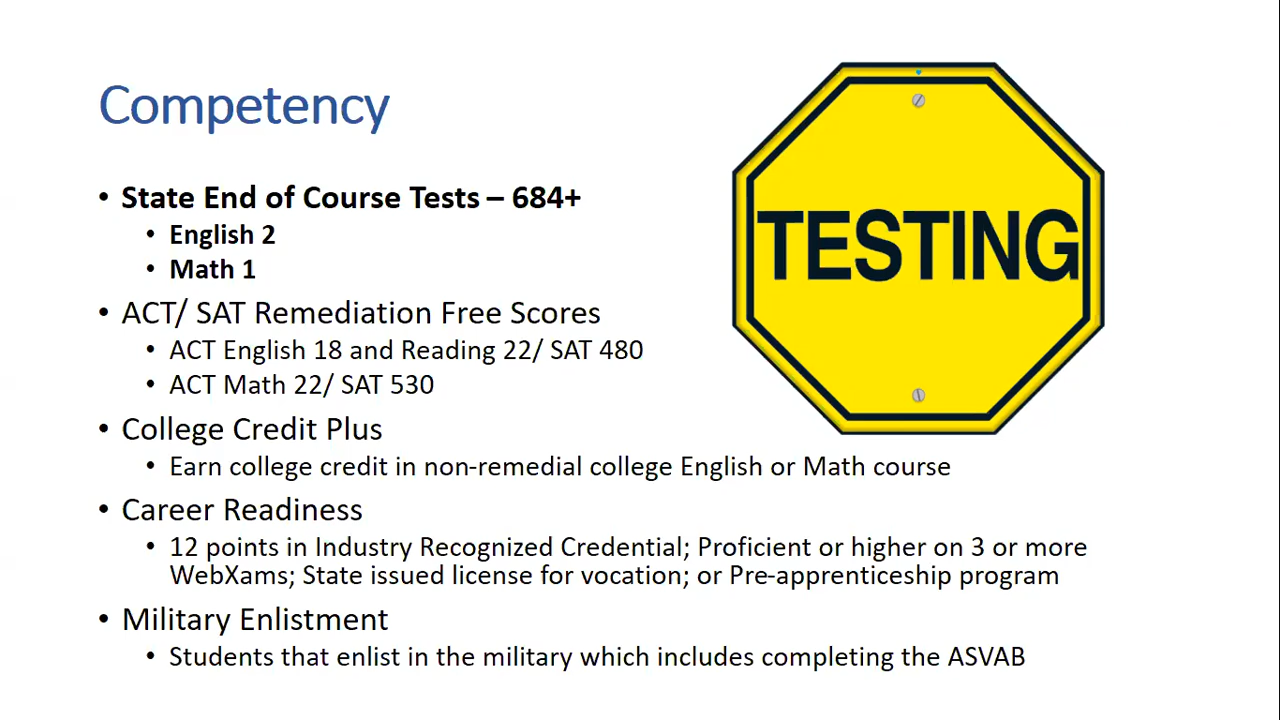 Competency
TESTING
• State End of Course Tests – 684+
• English 2
• Math 1
• ACT/ SAT Remediation Free Scores
• ACT English 18 and Reading 22/ SAT 480
• ACT Math 22/ SAT 530
• College Credit Plus
• Earn college credit in non-remedial college English or Math course
• Career Readiness
• 12 points in Industry Recognized Credential; Proficient or higher on 3 or more
WebXams; State issued license for vocation; or Pre-apprenticeship program
• Military Enlistment
• Students that enlist in the military which includes completing the ASVAB